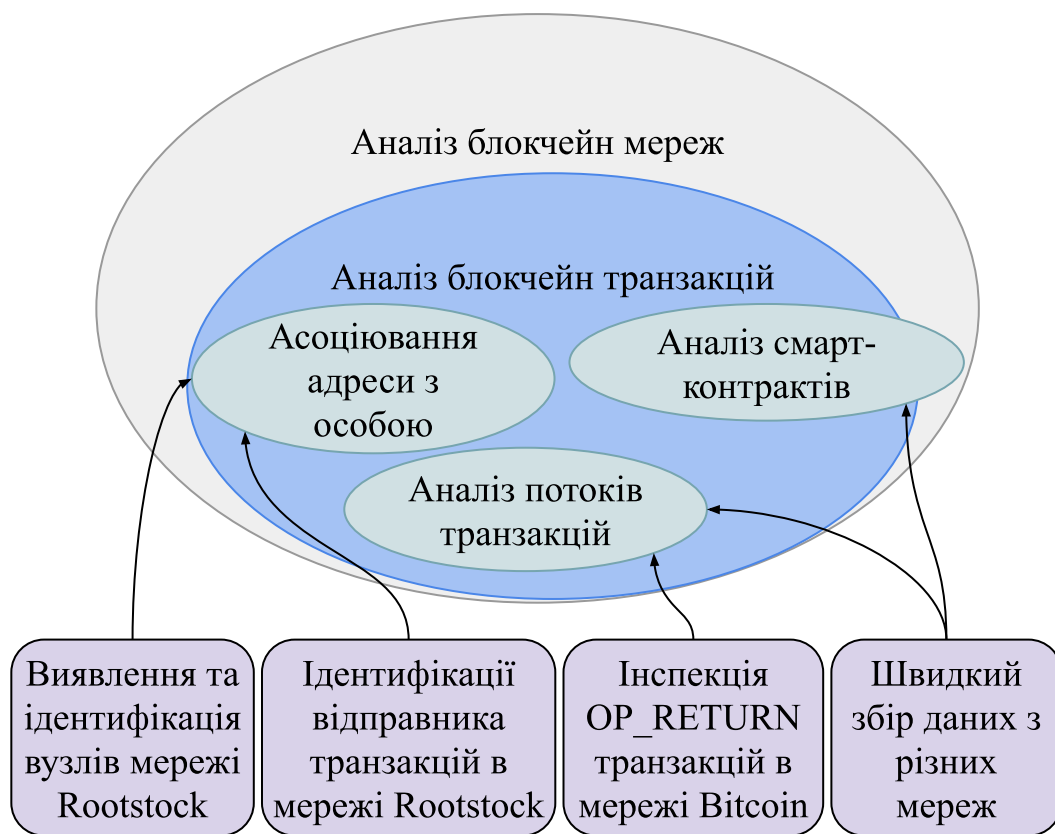 Аналіз блокчейн мереж
Аналіз блокчейн транзакцій
Асоціювання
адреси з
особою
Аналіз смарт-
контрактів
Аналіз потоків
транзакцій
Виявлення та
ідентифікація
вузлів мережі
Rootstock
Ідентифікації
відправника
транзакцій в
мережі Rootstock
Інспекція
OP_RETURN
транзакцій в
мережі Bitcoin
Швидкий
збір даних з
різних
мереж